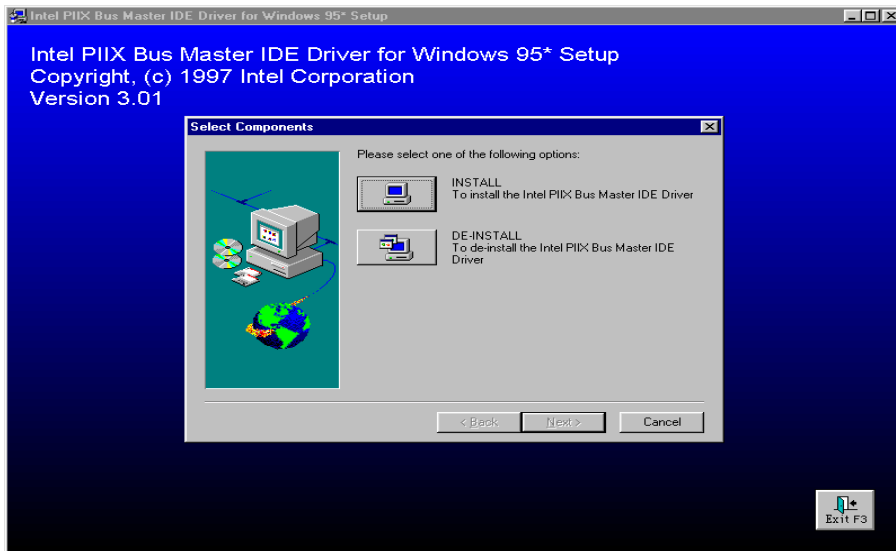 Intel PIIX Bus Master IDE Driver for Windows 95* Setup
Intel PIIX Bus Master IDE Driver for Windows 95* Setup
Copyright, (c) 1997 Intel Corporation
Version 3.01
Select Components
Please select one of the following options:
INSTALL
To install the Intel PIIX Bus Master IDE Driver
DE-INSTALL
To de-install the Intel PIIX Bus Master IDE
Driver
< Back
Next >
Cancel
Exit F3